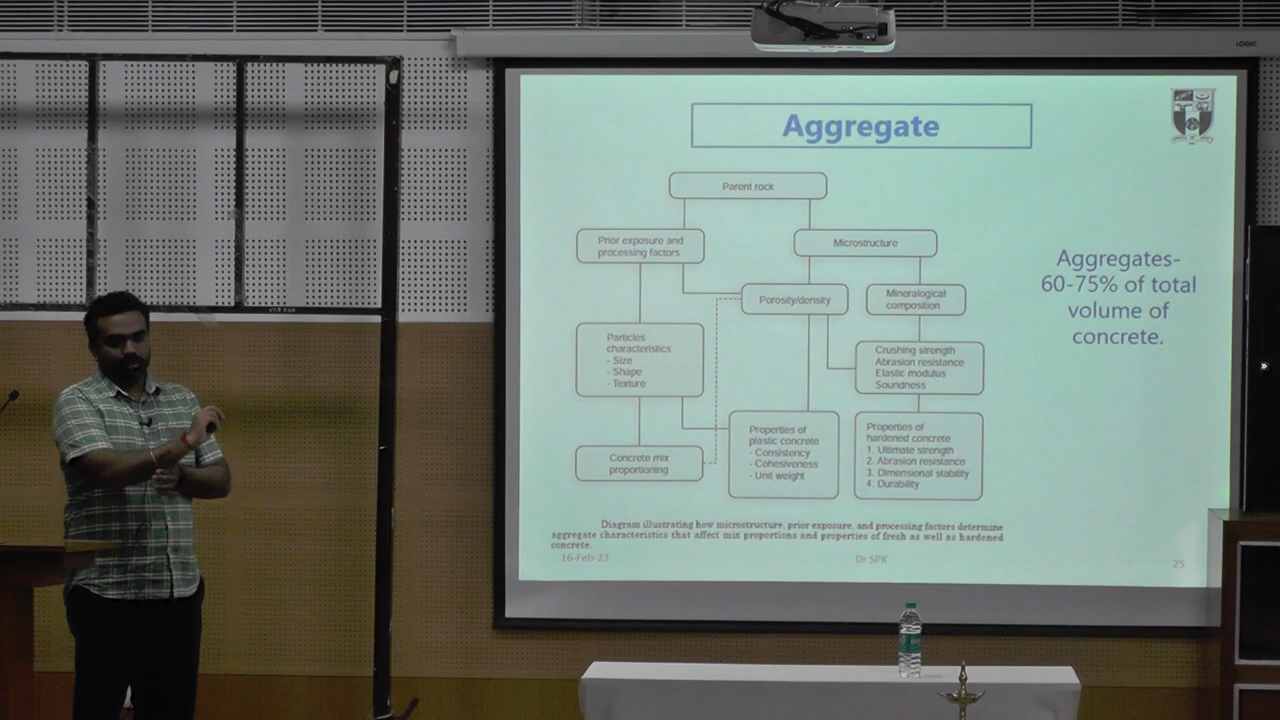 LOGIC
Aggregate
Parent rock
Prior exposure and
processing factors
Microstructure
Porosity/density
Mineralogical
composition
Particles
characteristics
- Size
- Shape
- Texture
Crushing strength
Abrasion resistance
Elastic modulus
Soundness
Concrete mix
proportioning
Properties of
plastic concrete
- Consistency
- Cohesiveness
- Unit weight
Properties of
hardened concrete
1. Ultimate strength
2. Abrasion resistance
3. Dimensional stability
4. Durability
Aggregates-
60-75% of total
volume of
concrete.
Diagram illustrating how microstructure, prior exposure, and processing factors determine
aggregate characteristics that affect mix proportions and properties of fresh as well as hardened
concrete.
16-Feb-23
Dr SPK
25